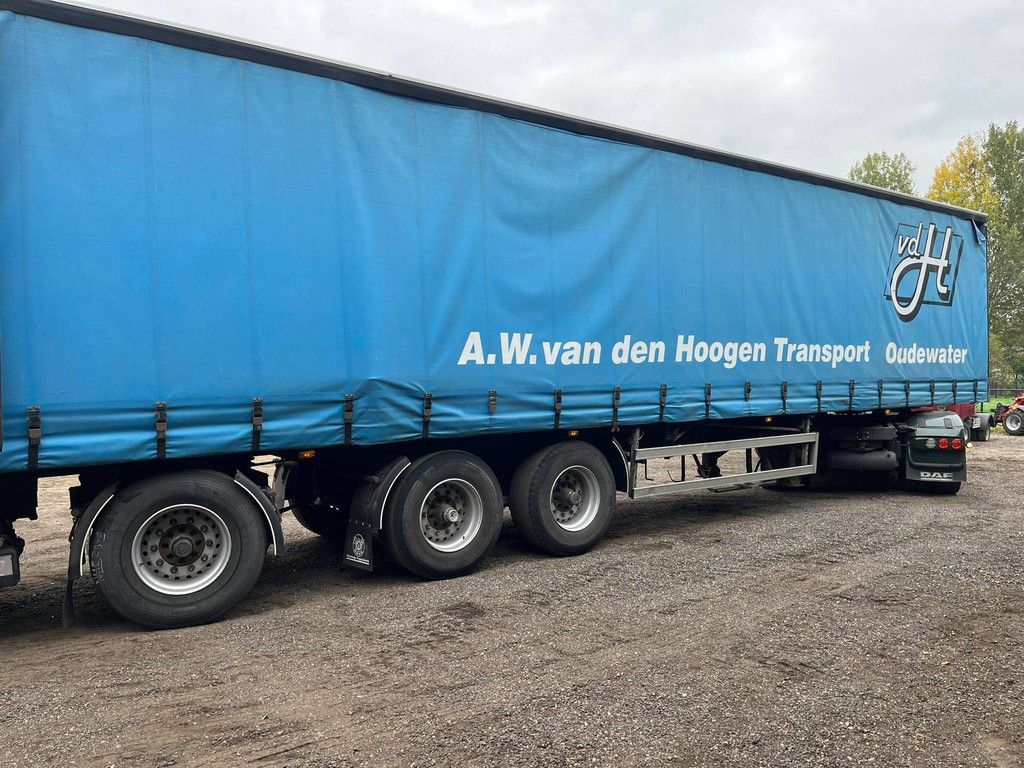 vdH
A.W. van den Hoogen Transport Oudewater
DAF